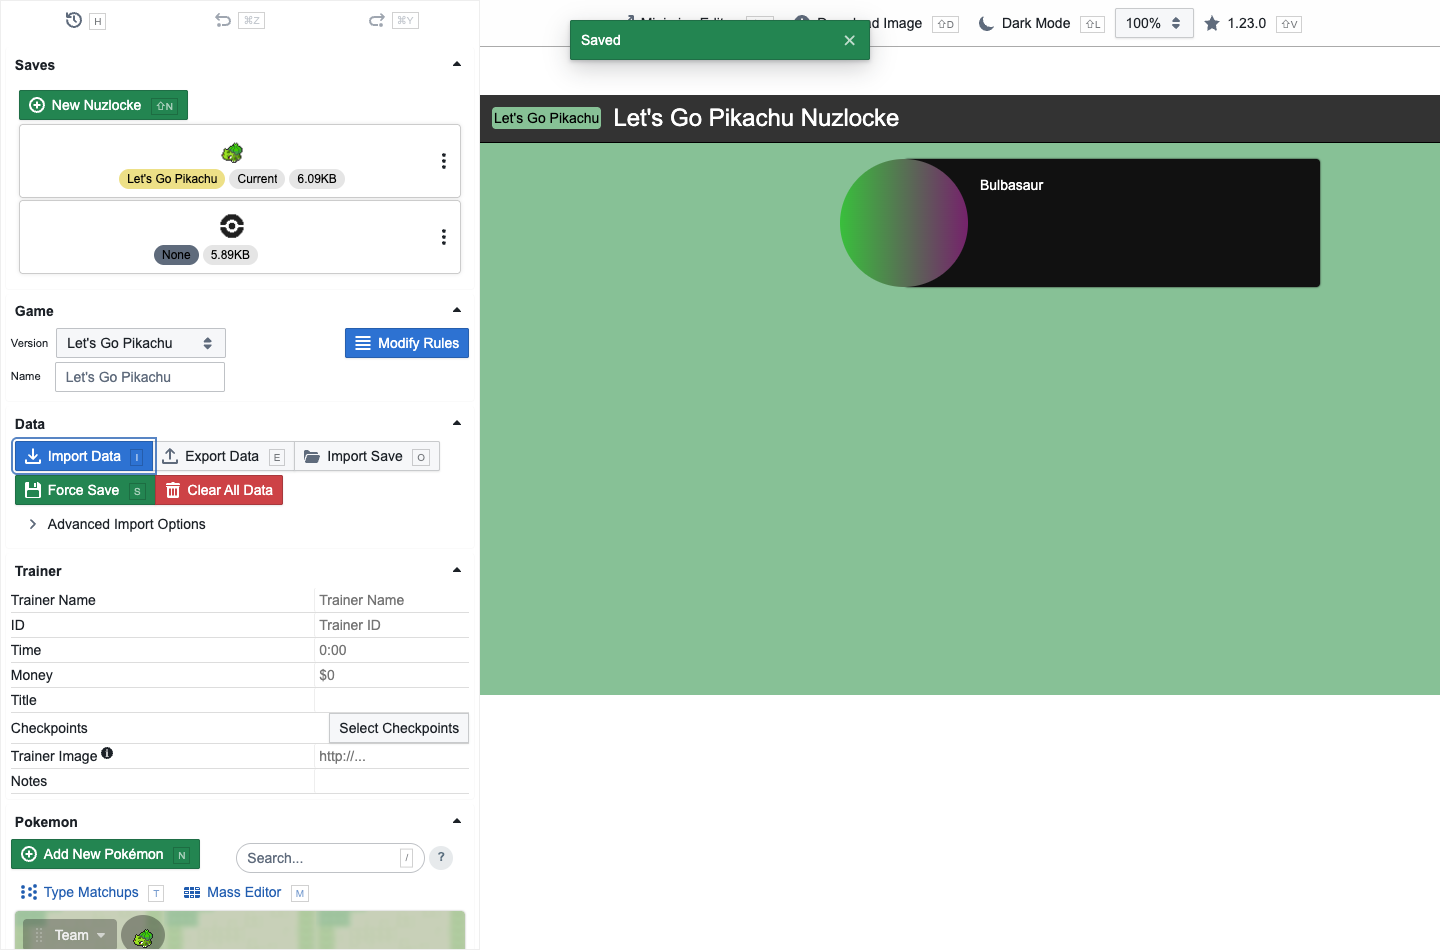 H
⌘Z
⌘Y
Image
⇧D
Dark Mode
⇧L
100%
1.23.0
⇧V
Saved
Saves
New Nuzlocke
⇧N
Let's Go Pikachu
Current
6.09KB
None
5.89KB
Let's Go Pikachu
Let's Go Pikachu Nuzlocke
Bulbasaur
Game
Version
Let's Go Pikachu
Modify Rules
Name
Let's Go Pikachu
Data
Import Data
I
Export Data
E
Import Save
O
Force Save
S
Clear All Data
Advanced Import Options
Trainer
Trainer Name
Trainer Name
ID
Trainer ID
Time
0:00
Money
$0
Title
Checkpoints
Select Checkpoints
Trainer Image
http://...
Notes
Pokemon
Add New Pokémon
N
Search...
/
?
Type Matchups
T
Mass Editor
M
Team